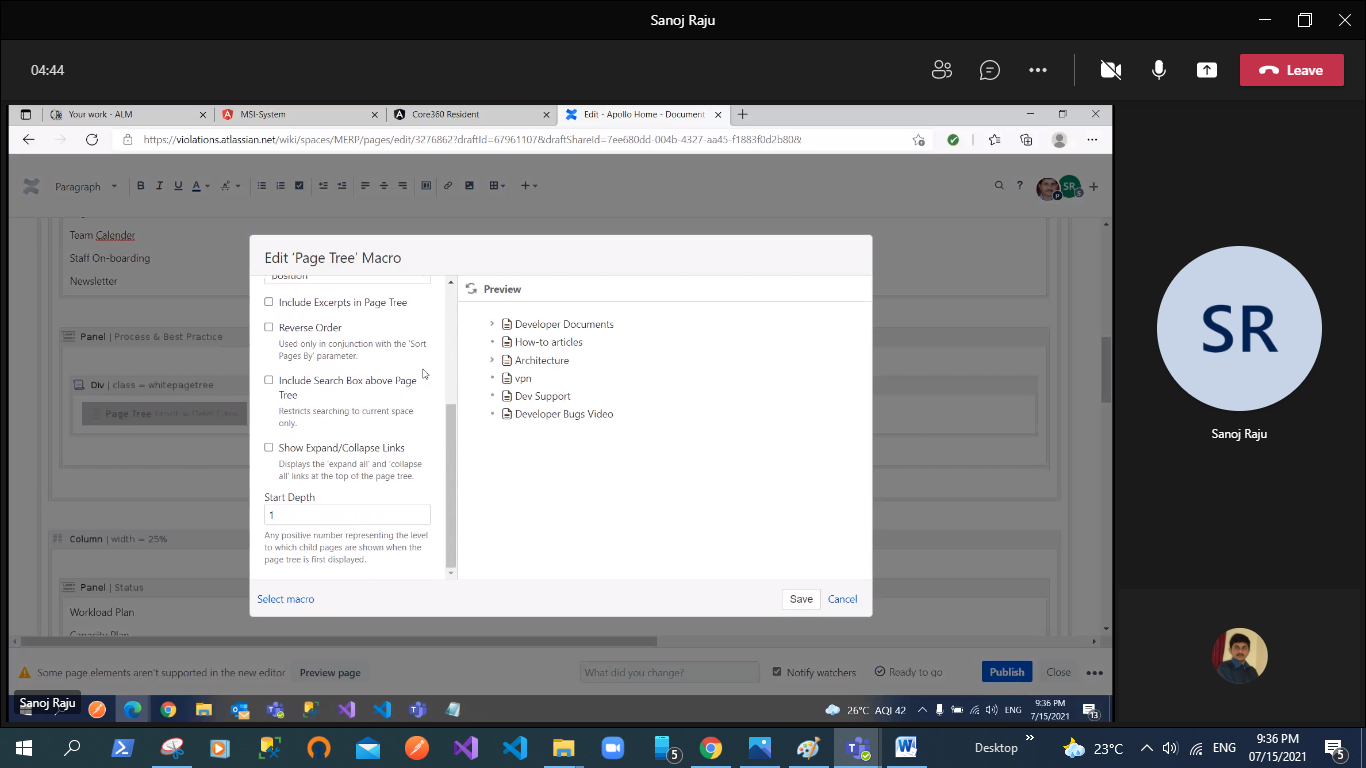 Sanoj Raju
04:44
Leave
Your work - ALM
MSI-System
Core360 Resident
Edit - Apollo Home - Document
https://violations.atlassian.net/wiki/spaces/MERP/pages/edit/3276862?draftId=67961107&draftShareId=7ee680dd-004b-4327-aa45-f1883f0d2b80&
Paragraph
B I U A
SR
P
S
Team Calender
Staff On-boarding
Newsletter
Panel | Process & Best Practice
Div | class = whitepagetree
Page Tree
Column | width = 25%
Panel | Status
Workload Plan
Capacity Plan
Edit 'Page Tree' Macro
position
Include Excerpts in Page Tree
Reverse Order
Used only in conjunction with the 'Sort
Pages By' parameter.
Include Search Box above Page
Tree
Restricts searching to current space
only.
Show Expand/Collapse Links
Displays the 'expand all' and 'collapse
all' links at the top of the page tree.
Start Depth
1
Any positive number representing the level
to which child pages are shown when the
page tree is first displayed.
Preview
Developer Documents
How-to articles
Architecture
vpn
Dev Support
Developer Bugs Video
Select macro
Save
Cancel
SR
Sanoj Raju
Some page elements aren't supported in the new editor
Preview page
What did you change?
Notify watchers
Ready to go
Publish
Close
Sanoj Raju
26°C AQI 42
ENG
9:36 PM
7/15/2021
13
5
Desktop
23°C
ENG
9:36 PM
07/15/2021
5